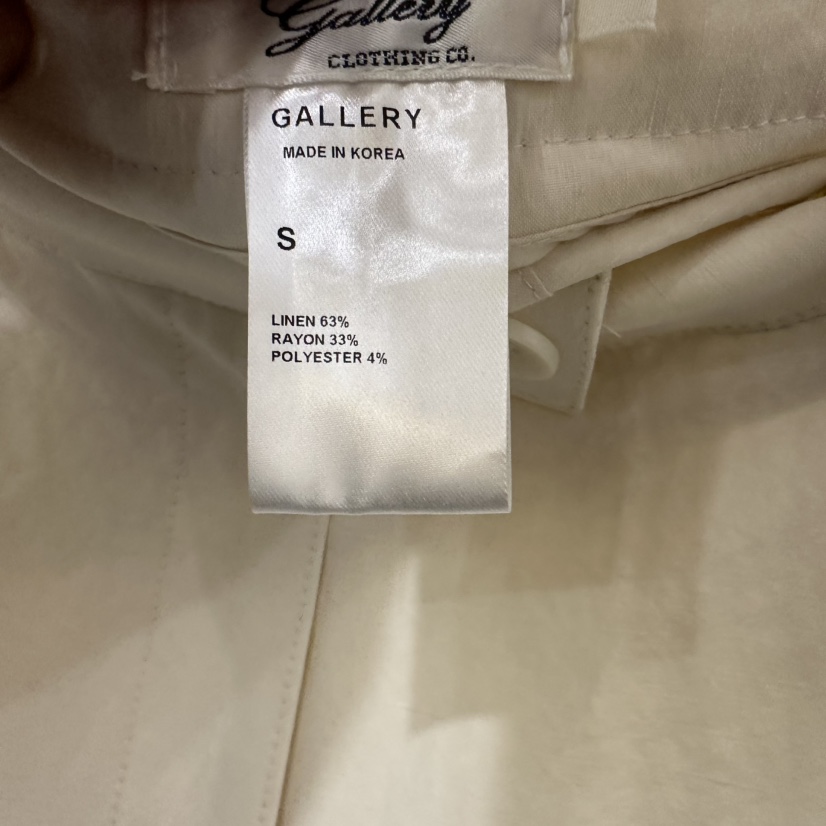 Gallery
CLOTHING CO.
GALLERY
MADE IN KOREA
S
LINEN 63%
RAYON 33%
POLYESTER 4%